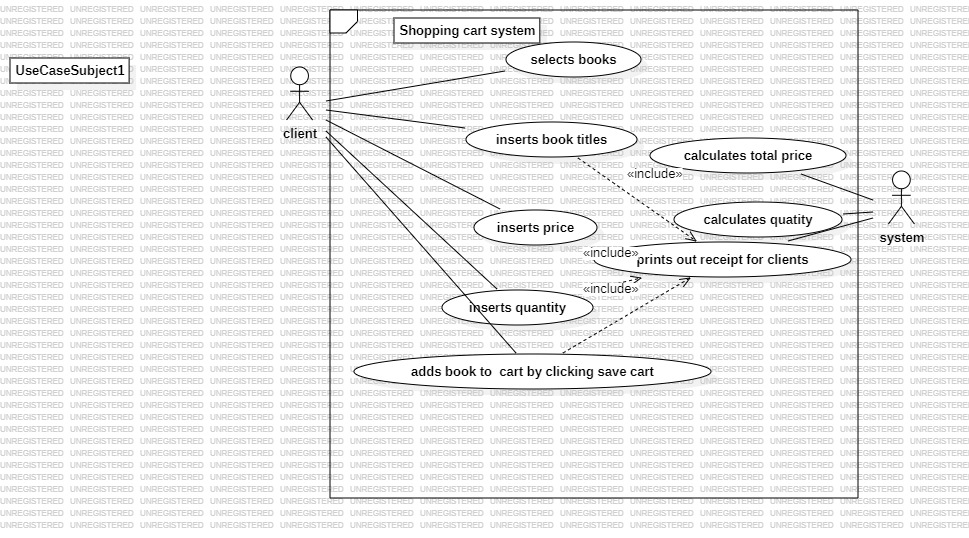 Shopping cart system
selects books
UseCaseSubject1
client
inserts book titles
calculates total price
«include»
calculates quatity
inserts price
system
«include»
prints out receipt for clients
«include»
inserts quantity
adds book to  cart by clicking save cart
UNREGISTERED